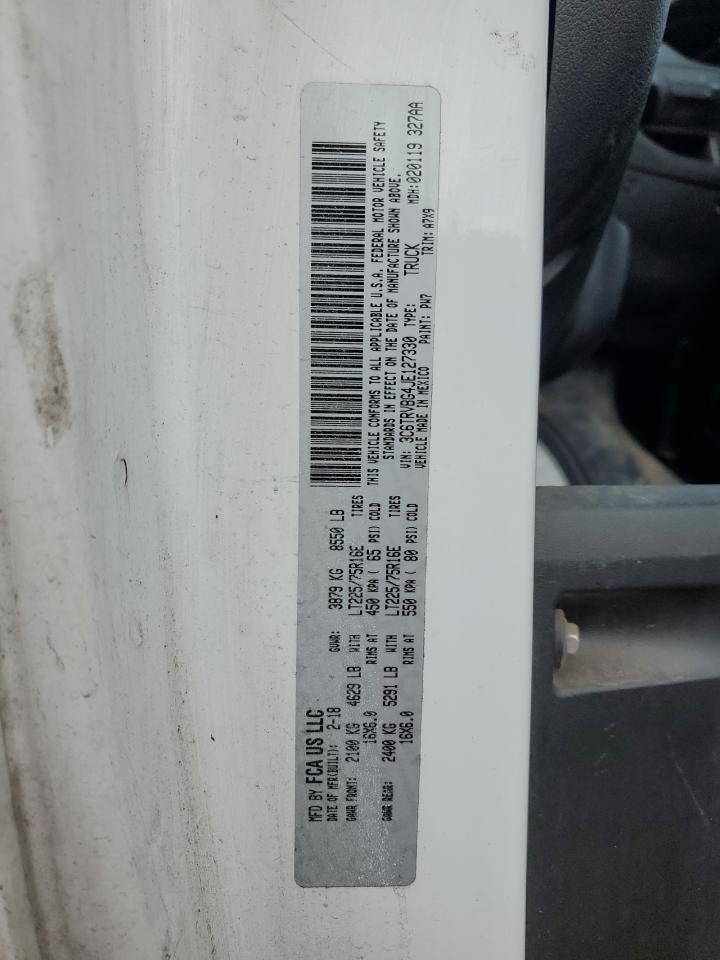 MFD BY FCA US LLC
DATE OF MFR(BUILT): 2-18 GVWR: 3879 KG 8550 LB
GAWR FRONT: 2100 KG 4629 LB WITH LT225/75R16E TIRES
16X6.0 RIMS AT 450 KPA ( 65 PSI) COLD
GAWR REAR: 2400 KG 5291 LB WITH LT225/75R16E TIRES
16X6.0 RIMS AT 550 KPA ( 80 PSI) COLD
THIS VEHICLE CONFORMS TO ALL APPLICABLE U.S.A. FEDERAL MOTOR VEHICLE SAFETY
STANDARDS IN EFFECT ON THE DATE OF MANUFACTURE SHOWN ABOVE.
VIN: 3C6TRVBG4JE127330 TYPE: TRUCK MDH:020119 327AA
VEHICLE MADE IN MEXICO PAINT: PW7 TRIM: A7X9